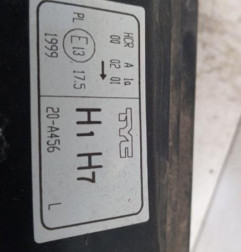 HCR A 1a
00 02 01
PL E13 17.5
1999
TYC
H1 H7
20-A456 L